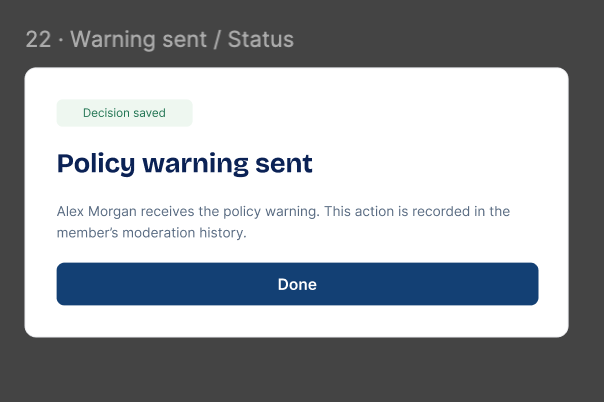 22 · Warning sent / Status
Decision saved
Policy warning sent
Alex Morgan receives the policy warning. This action is recorded in the
member’s moderation history.
Done